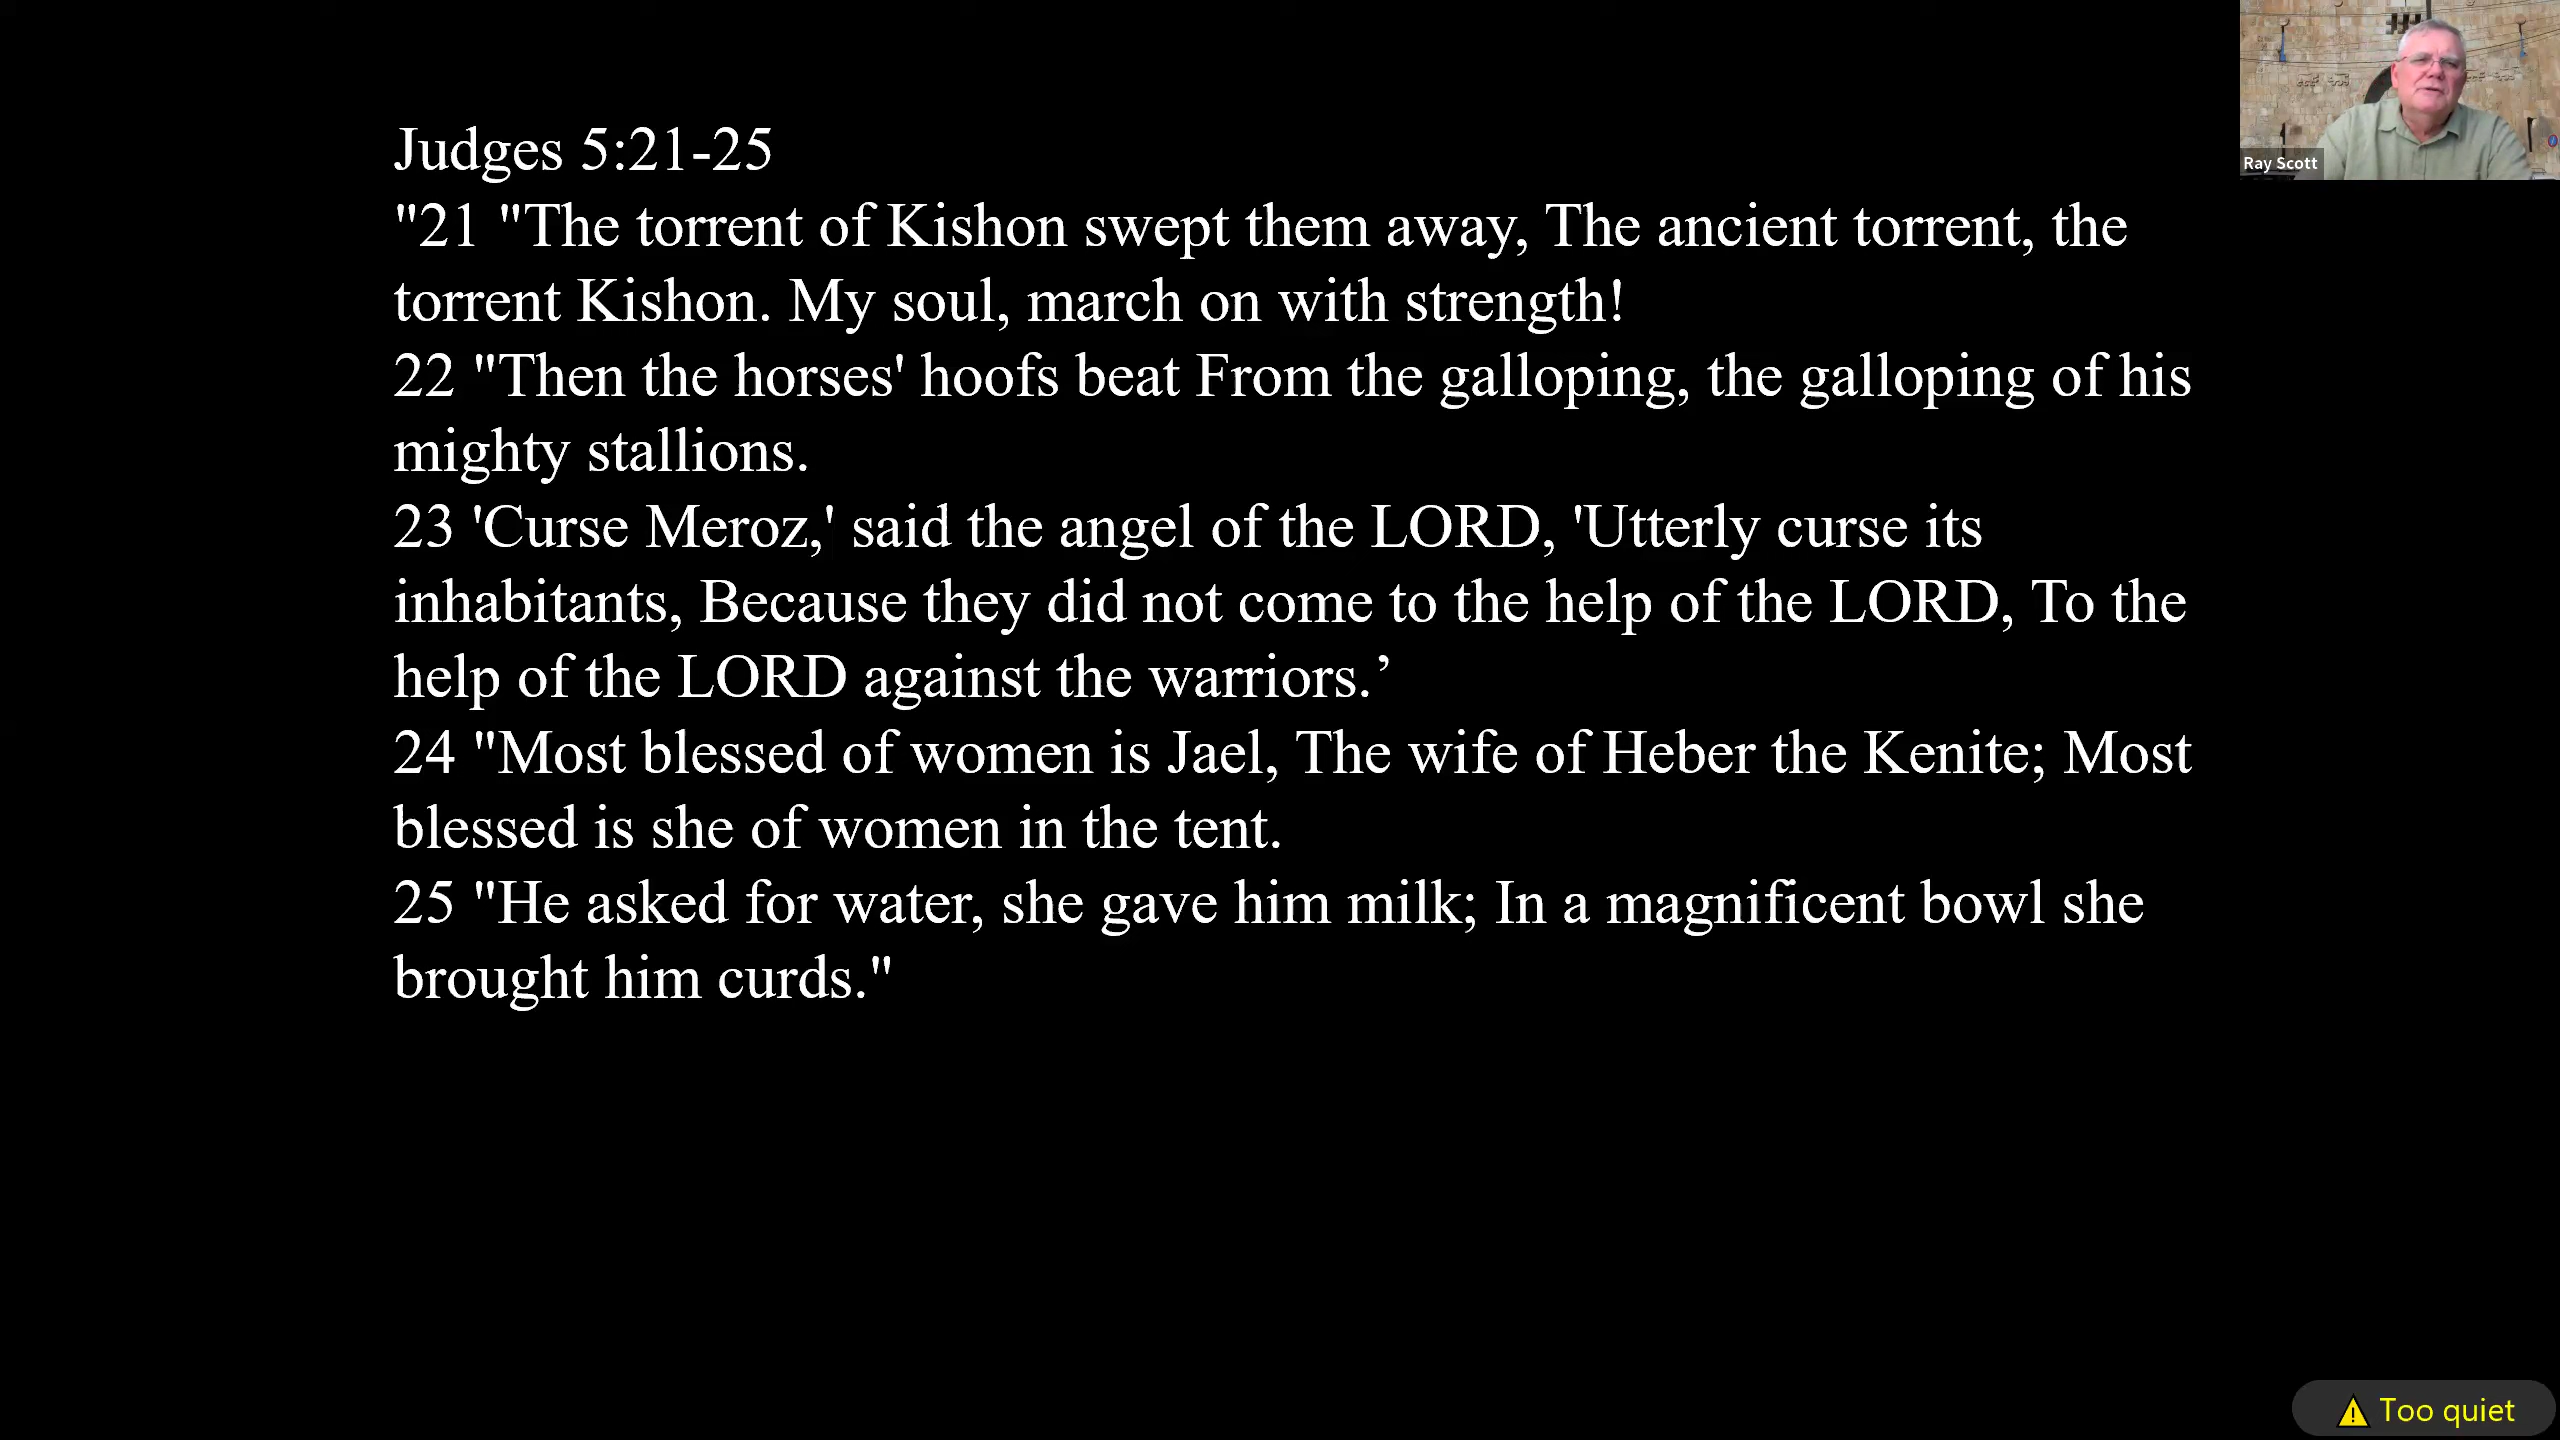 Judges 5:21-25
"21 "The torrent of Kishon swept them away, The ancient torrent, the
torrent Kishon. My soul, march on with strength!
22 "Then the horses' hoofs beat From the galloping, the galloping of his
mighty stallions.
23 'Curse Meroz,' said the angel of the LORD, 'Utterly curse its
inhabitants, Because they did not come to the help of the LORD, To the
help of the LORD against the warriors.’
24 "Most blessed of women is Jael, The wife of Heber the Kenite; Most
blessed is she of women in the tent.
25 "He asked for water, she gave him milk; In a magnificent bowl she
brought him curds."
Ray Scott
Too quiet